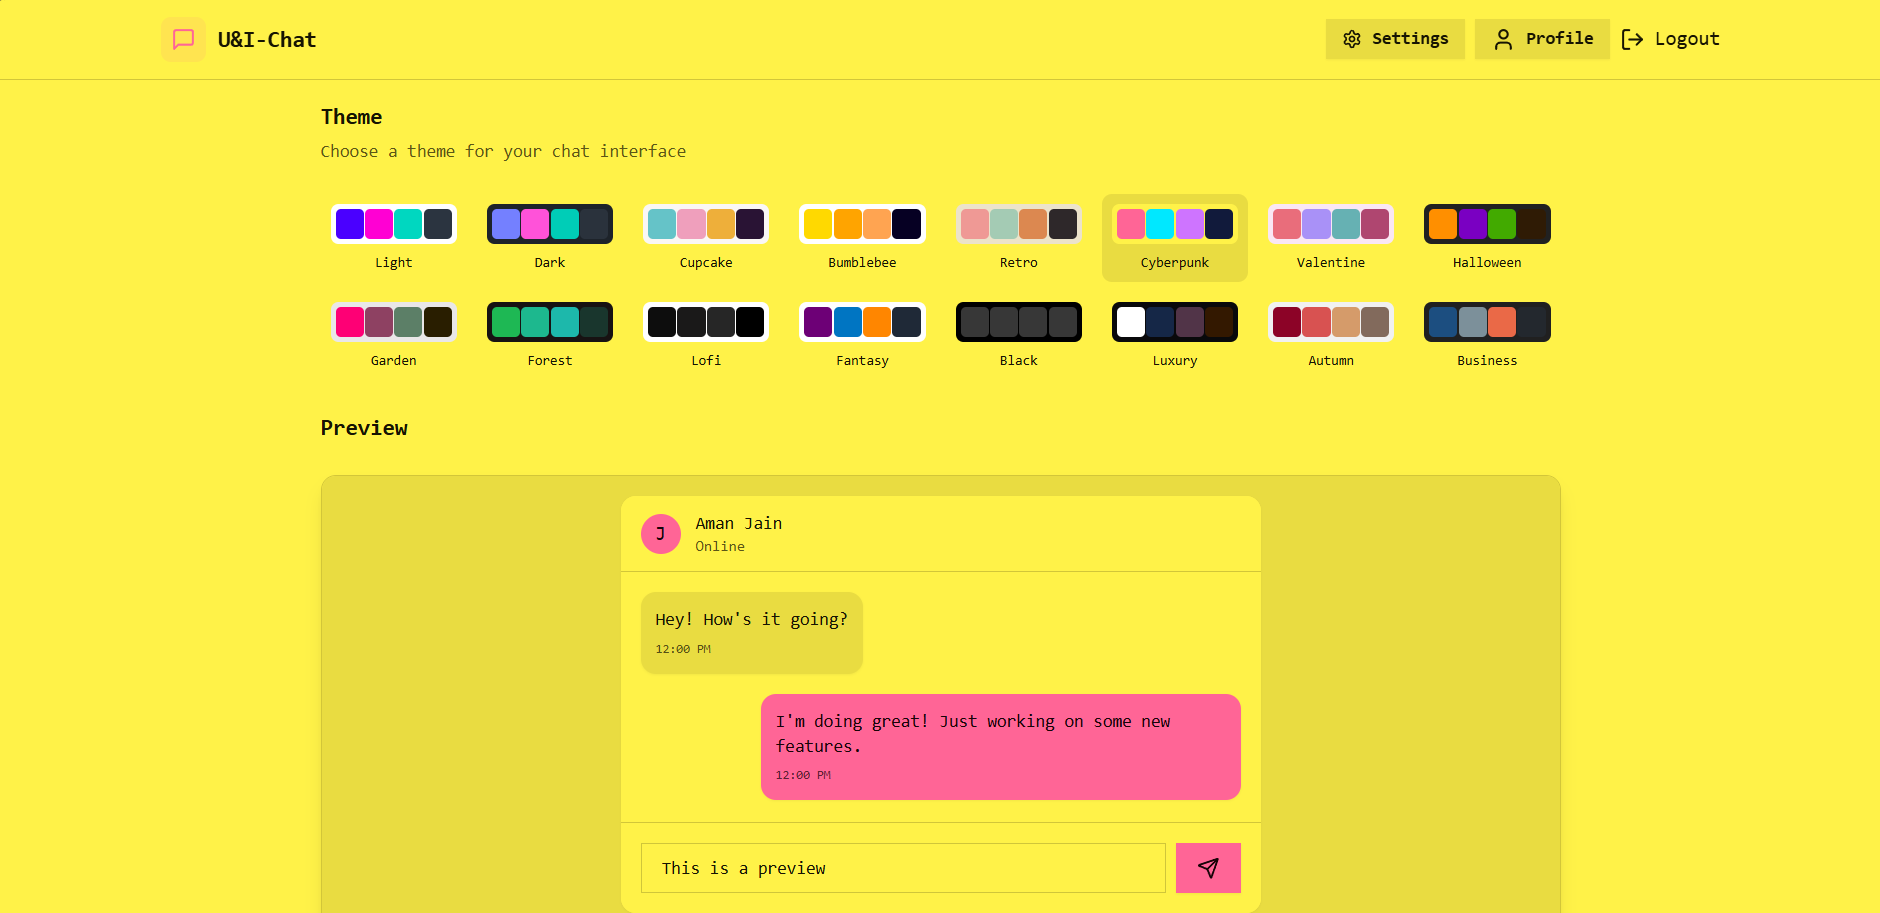 U&I-Chat
Settings
Profile
Logout
Theme
Choose a theme for your chat interface
Light
Dark
Cupcake
Bumblebee
Retro
Cyberpunk
Valentine
Halloween
Garden
Forest
Lofi
Fantasy
Black
Luxury
Autumn
Business
Preview
J
Aman Jain
Online
Hey! How's it going?
12:00 PM
I'm doing great! Just working on some new
features.
12:00 PM
This is a preview